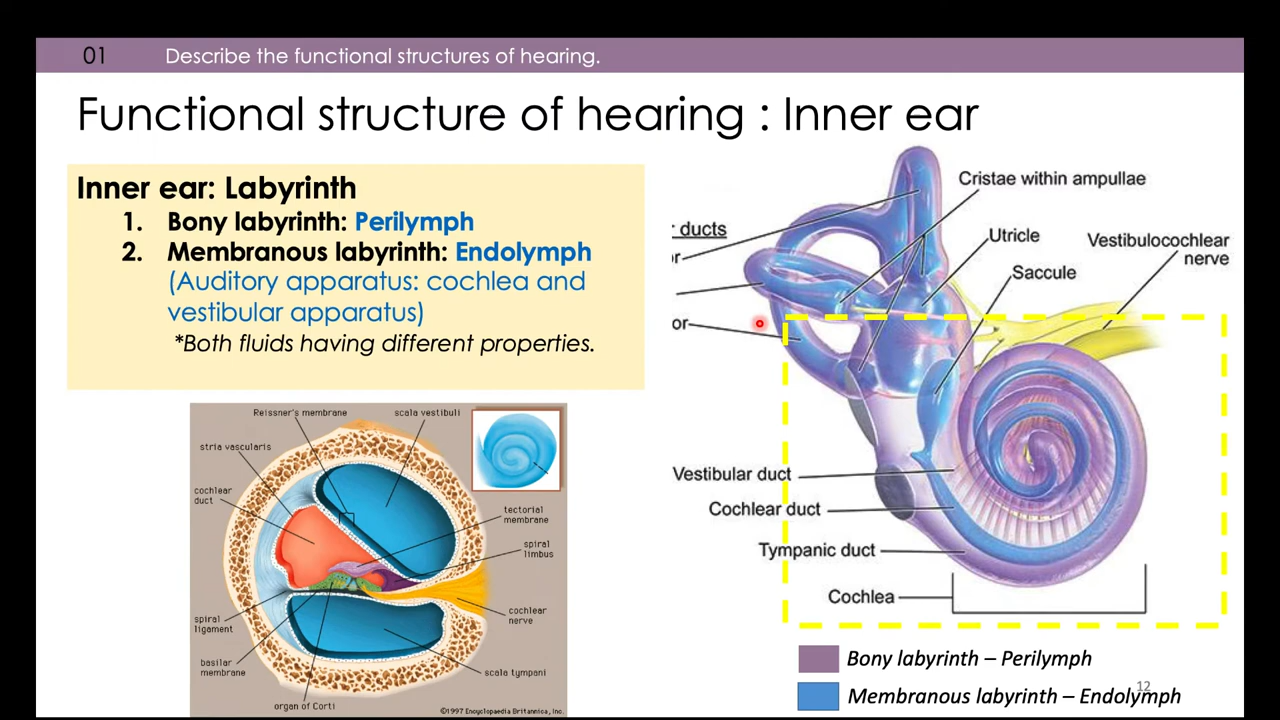 01
Describe the functional structures of hearing.
Functional structure of hearing : Inner ear
Inner ear: Labyrinth
1. Bony labyrinth: Perilymph
2. Membranous labyrinth: Endolymph
(Auditory apparatus: cochlea and
vestibular apparatus)
*Both fluids having different properties.
Reissner's membrane
scala vestibuli
stria vascularis
cochlear
duct
tectorial
membrane
spiral
limbus
cochlear
nerve
spiral
ligament
basilar
membrane
scala tympani
organ of Corti
©1997 Encyclopaedia Britannica, Inc.
Cristae within ampullae
ducts
or
Utricle
Vestibulocochlear
nerve
Saccule
or
Vestibular duct
Cochlear duct
Tympanic duct
Cochlea
Bony labyrinth – Perilymph
12
Membranous labyrinth – Endolymph